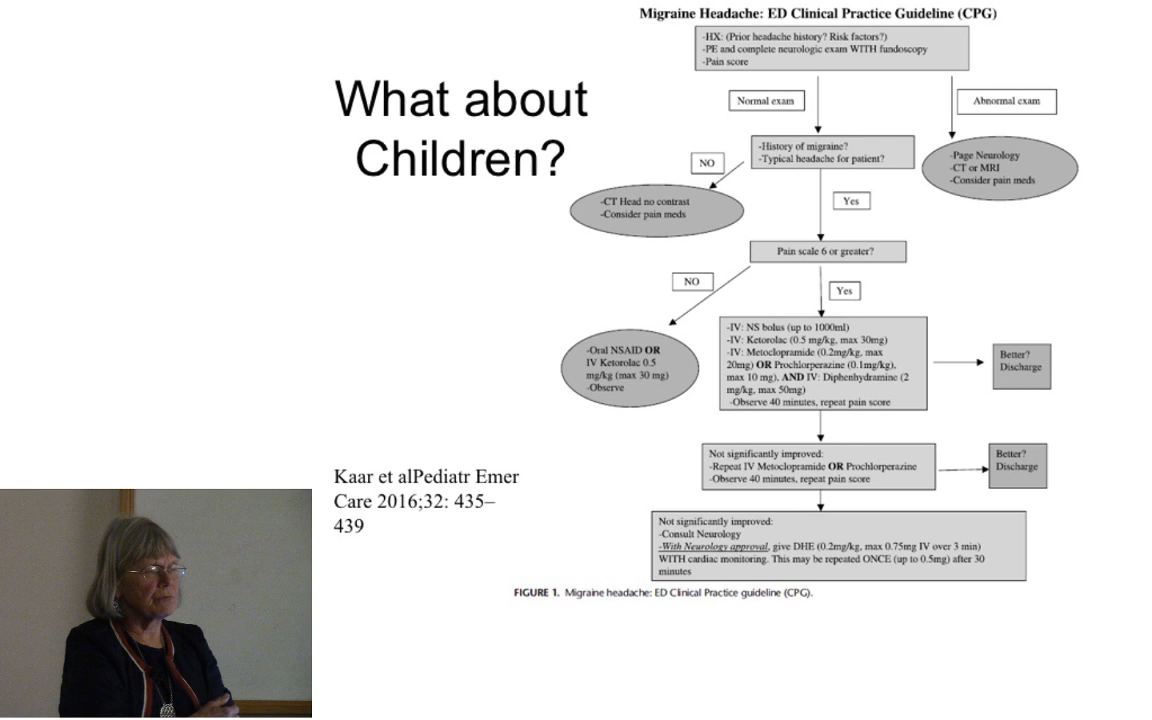 Migraine Headache: ED Clinical Practice Guideline (CPG)
-HX: (Prior headache history? Risk factors?)
-PE and complete neurologic exam WITH fundoscopy
-Pain score
What about
Children?
Normal exam
Abnormal exam
-History of migraine?
-Typical headache for patient?
NO
-Page Neurology
-CT or MRI
-Consider pain meds
-CT Head no contrast
-Consider pain meds
Yes
Pain scale 6 or greater?
NO
Yes
-Oral NSAID OR
IV Ketorolac 0.5
mg/kg (max 30 mg)
-Observe
-IV: NS bolus (up to 1000ml)
-IV: Ketorolac (0.5 mg/kg, max 30mg)
-IV: Metoclopramide (0.2mg/kg, max
20mg) OR Prochlorperazine (0.1mg/kg),
max 10 mg), AND IV: Diphenhydramine (2
mg/kg, max 50mg)
-Observe 40 minutes, repeat pain score
Better?
Discharge
Not significantly improved:
-Repeat IV Metoclopramide OR Prochlorperazine
-Observe 40 minutes, repeat pain score
Better?
Discharge
Kaar et alPediatr Emer
Care 2016;32: 435–
439
Not significantly improved:
-Consult Neurology
-With Neurology approval, give DHE (0.2mg/kg, max 0.75mg IV over 3 min)
WITH cardiac monitoring. This may be repeated ONCE (up to 0.5mg) after 30
minutes
FIGURE 1. Migraine headache: ED Clinical Practice guideline (CPG).